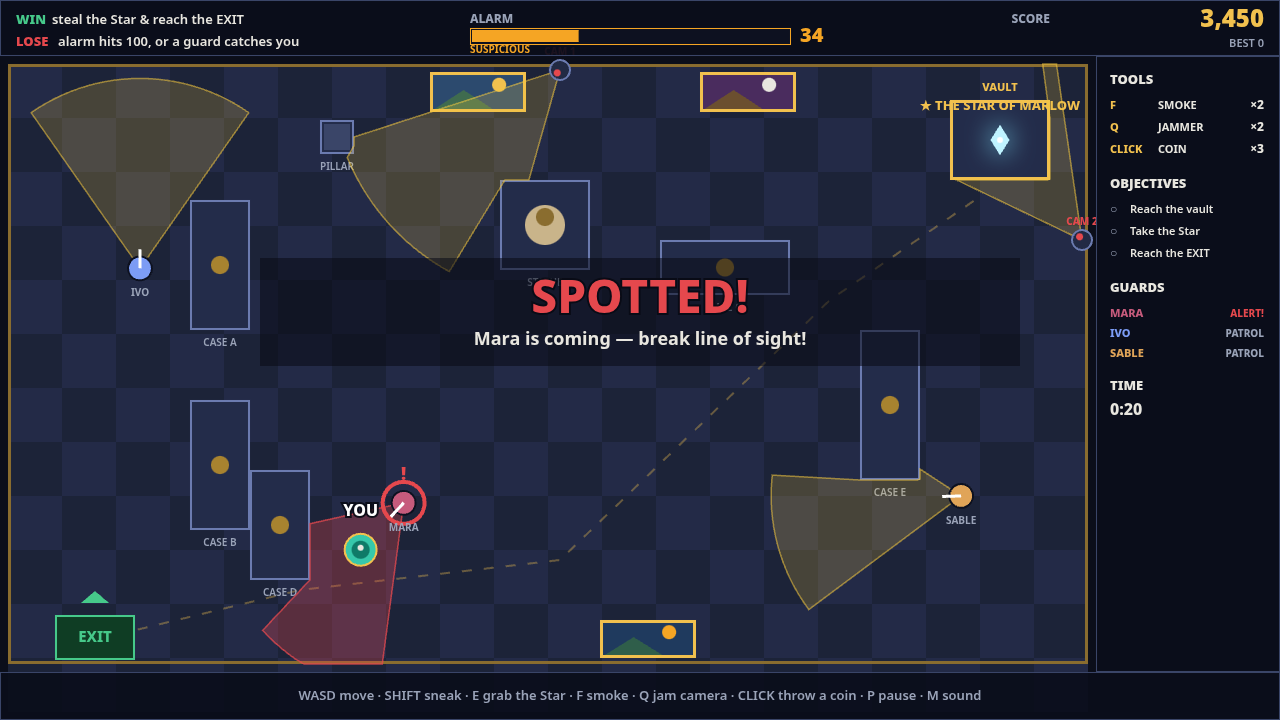 WIN steal the Star & reach the EXIT
LOSE alarm hits 100, or a guard catches you
ALARM
34
SUSPICIOUS
SCORE
3,450
BEST 0
VAULT
★ THE STAR OF MARLOW
CAM 2
PILLAR
IVO
CASE A
SPOTTED!
Mara is coming — break line of sight!
CASE E
SABLE
YOU
!
MARA
CASE B
CASE D
EXIT
TOOLS
F SMOKE ×2
Q JAMMER ×2
CLICK COIN ×3
OBJECTIVES
○ Reach the vault
○ Take the Star
○ Reach the EXIT
GUARDS
MARA ALERT!
IVO PATROL
SABLE PATROL
TIME
0:20
WASD move · SHIFT sneak · E grab the Star · F smoke · Q jam camera · CLICK throw a coin · P pause · M sound